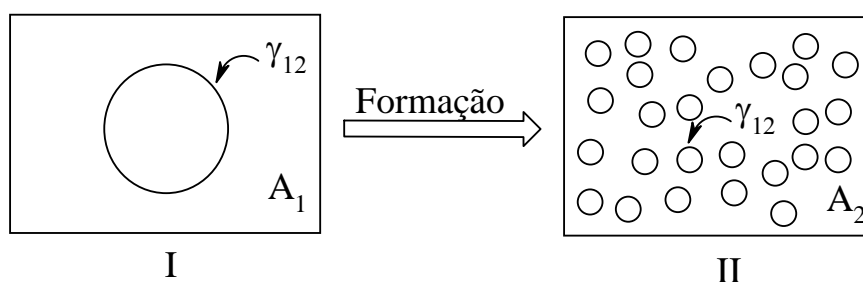 γ₁₂
A₁
I
Formação
γ₁₂
A₂
II